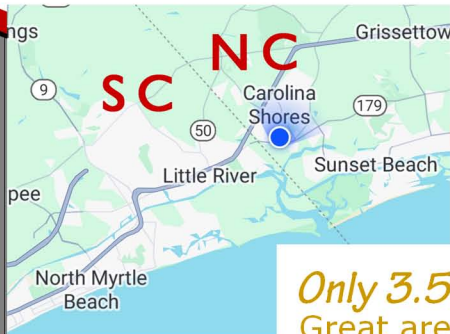 ngs
Grissettow
N C
9
S C
Carolina
Shores
179
50
Sunset Beach
Little River
pee
North Myrtle
Beach
Only 3.5
Great are